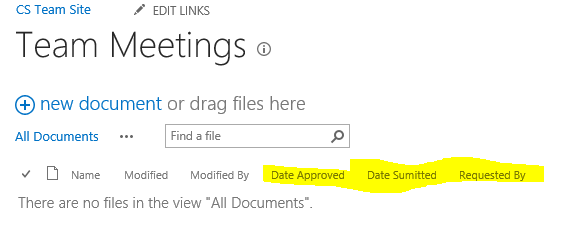 CS Team Site EDIT LINKS
Team Meetings
new document or drag files here
All Documents ••• Find a file
Name Modified Modified By Date Approved Date Sumitted Requested By
There are no files in the view "All Documents".